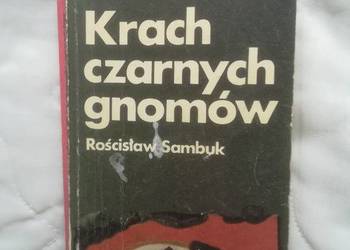 Krach
czarnych
gnomów
Rościsław Sambuk